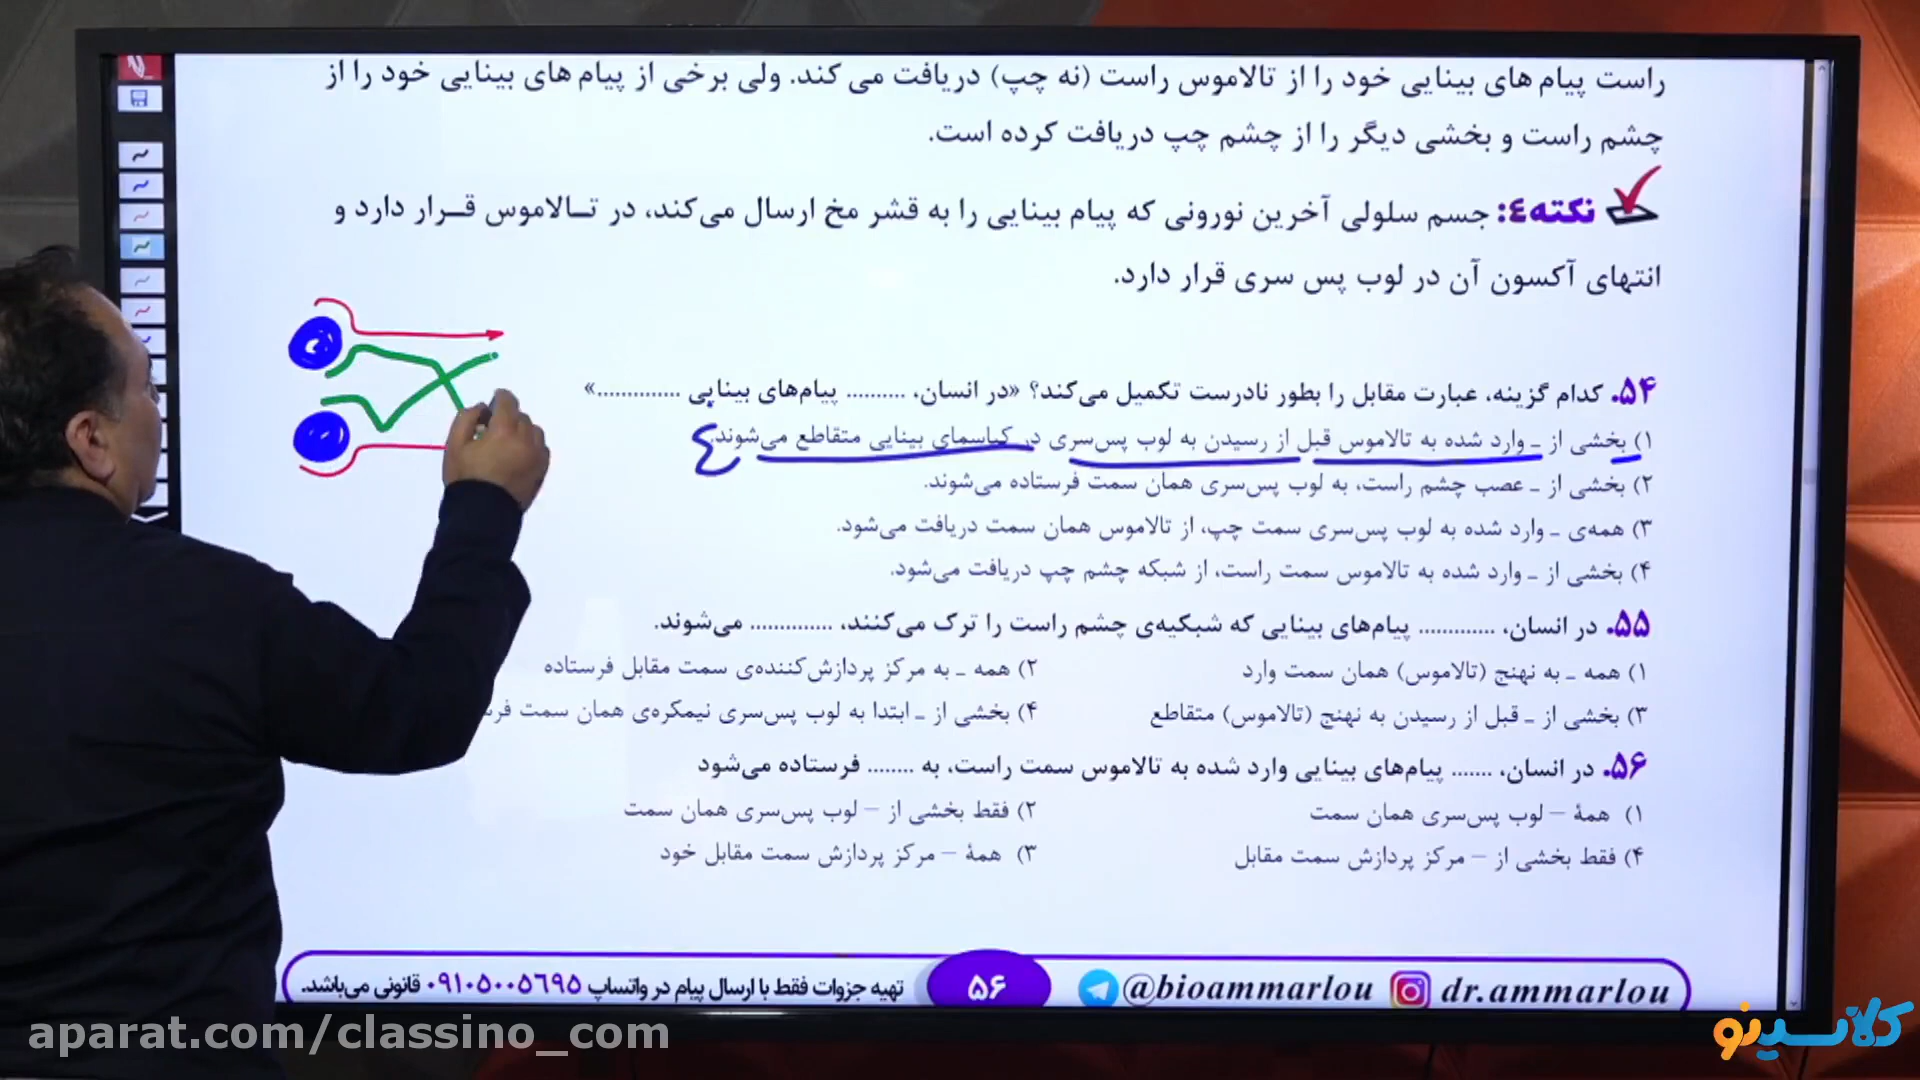 راست پیام های بینایی خود را از تالاموس راست (نه چپ) دریافت می کند. ولی برخی از پیام های بینایی خود را از
چشم راست و بخشی دیگر را از چشم چپ دریافت کرده است.
نکته۴: جسم سلولی آخرین نورونی که پیام بینایی را به قشر مخ ارسال می‌کند، در تـالاموس قـرار دارد و
انتهای آکسون آن در لوب پس سری قرار دارد.
۵۴. کدام گزینه، عبارت مقابل را بطور نادرست تکمیل می‌کند؟ «در انسان، .......... پیام‌های بینایی ..............»
۱) بخشی از ـ وارد شده به تالاموس قبل از رسیدن به لوب پس‌سری در کیاسمای بینایی متقاطع می‌شوند.
۲) بخشی از ـ عصب چشم راست، به لوب پس‌سری همان سمت فرستاده می‌شوند.
۳) همه‌ی ـ وارد شده به لوب پس‌سری سمت چپ، از تالاموس همان سمت دریافت می‌شود.
۴) بخشی از ـ وارد شده به تالاموس سمت راست، از شبکه چشم چپ دریافت می‌شود.
۵۵. در انسان، ............. پیام‌های بینایی که شبکیه‌ی چشم راست را ترک می‌کنند، .............. می‌شوند.
۱) همه ـ به نهنج (تالاموس) همان سمت وارد
۲) همه ـ به مرکز پردازش‌کننده‌ی سمت مقابل فرستاده
۳) بخشی از ـ قبل از رسیدن به نهنج (تالاموس) متقاطع
۴) بخشی از ـ ابتدا به لوب پس‌سری نیمکره‌ی همان سمت
۵۶. در انسان، ....... پیام‌های بینایی وارد شده به تالاموس سمت راست، به ........ فرستاده می‌شود
۱) همهٔ – لوب پس‌سری همان سمت
۲) فقط بخشی از – لوب پس‌سری همان سمت
۴) فقط بخشی از – مرکز پردازش سمت مقابل
۳) همهٔ – مرکز پردازش سمت مقابل خود
تهیه جزوات فقط با ارسال پیام در واتساپ ۰۹۱۰۵۰۰۵۶۹۵ قانونی می‌باشد.
۵۶
@bioammarlou
dr.ammarlou
aparat.com/classino_com
کلاسینو